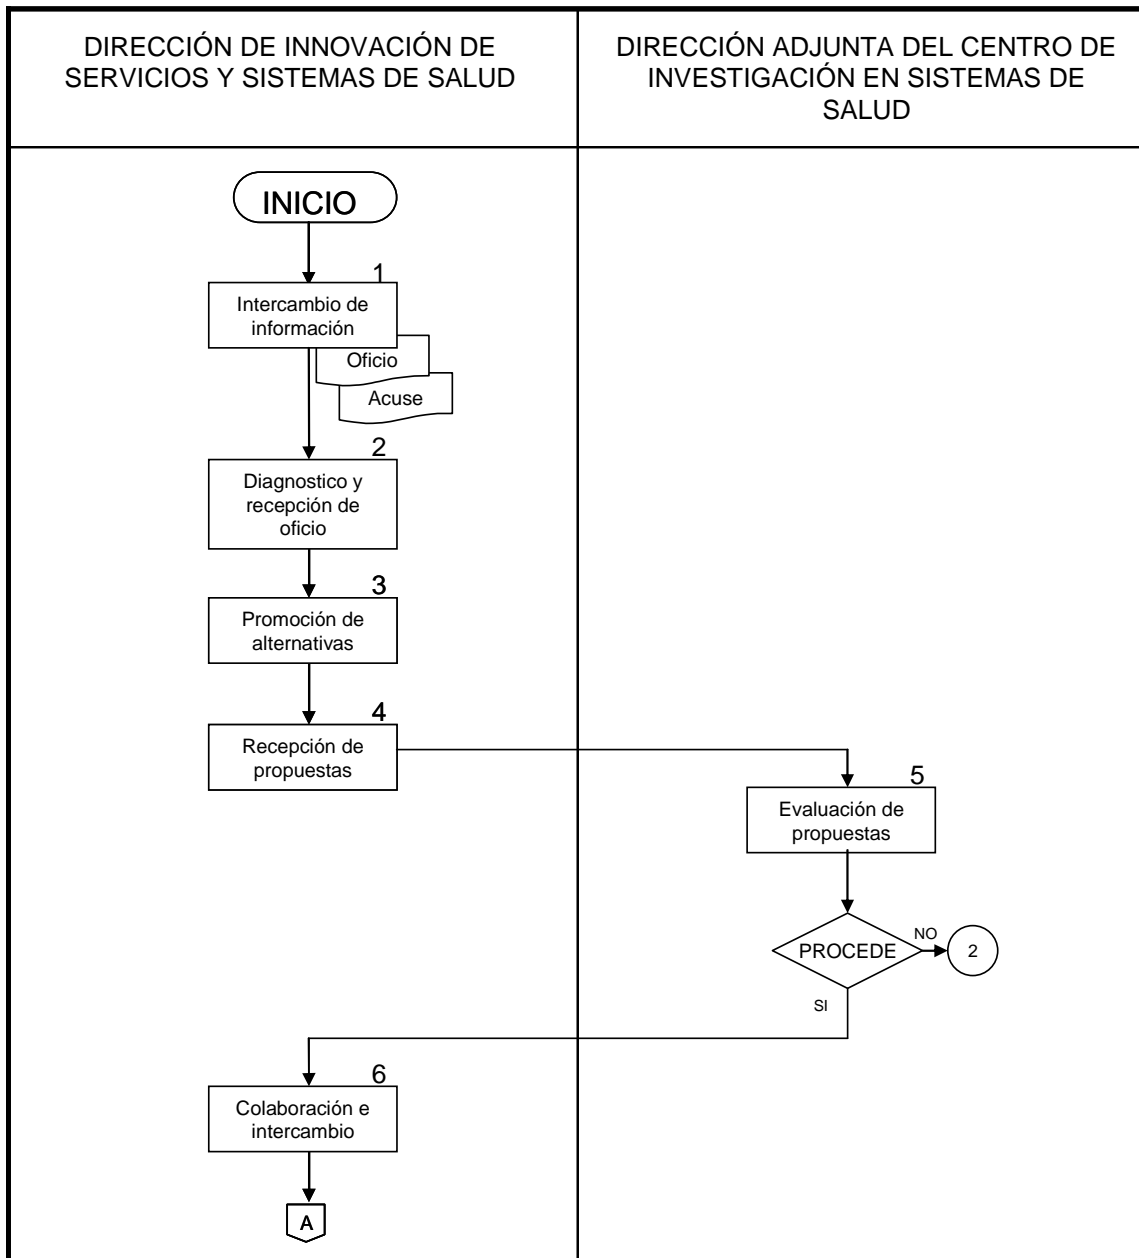 DIRECCIÓN DE INNOVACIÓN DE
SERVICIOS Y SISTEMAS DE SALUD
DIRECCIÓN ADJUNTA DEL CENTRO DE
INVESTIGACIÓN EN SISTEMAS DE
SALUD
INICIO
1
Intercambio de
información
Oficio
Acuse
2
Diagnostico y
recepción de
oficio
3
Promoción de
alternativas
4
Recepción de
propuestas
5
Evaluación de
propuestas
PROCEDE
NO
2
SI
6
Colaboración e
intercambio
A